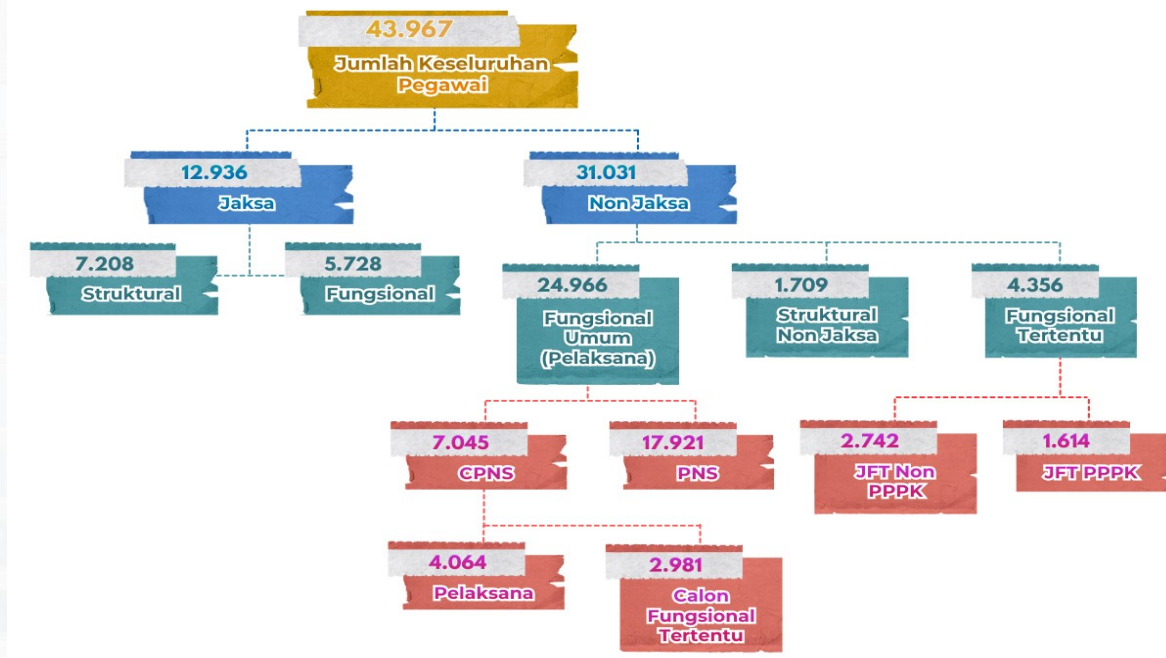 43.967
Jumlah Keseluruhan
Pegawai
12.936
Jaksa
31.031
Non Jaksa
7.208
Struktural
5.728
Fungsional
24.966
Fungsional
Umum
(Pelaksana)
1.709
Struktural
Non Jaksa
4.356
Fungsional
Tertentu
7.045
CPNS
17.921
PNS
2.742
JFT Non
PPPK
1.614
JFT PPPK
4.064
Pelaksana
2.981
Calon
Fungsional
Tertentu